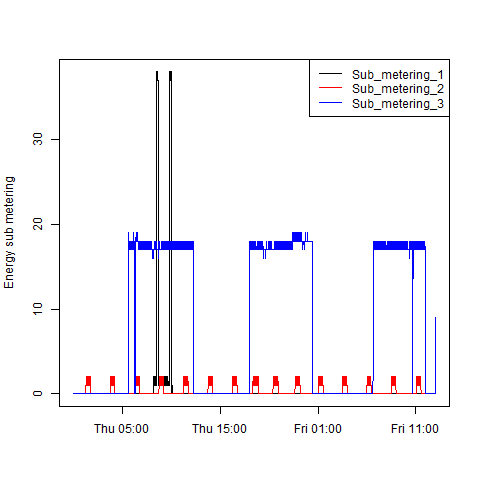 Sub_metering_1
Sub_metering_2
Sub_metering_3
Energy sub metering
30
20
10
0
Thu 05:00 Thu 15:00 Fri 01:00 Fri 11:00